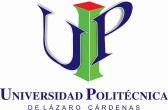 UP
UNIVERSIDAD POLITÉCNICA
DE LÁZARO CÁRDENAS